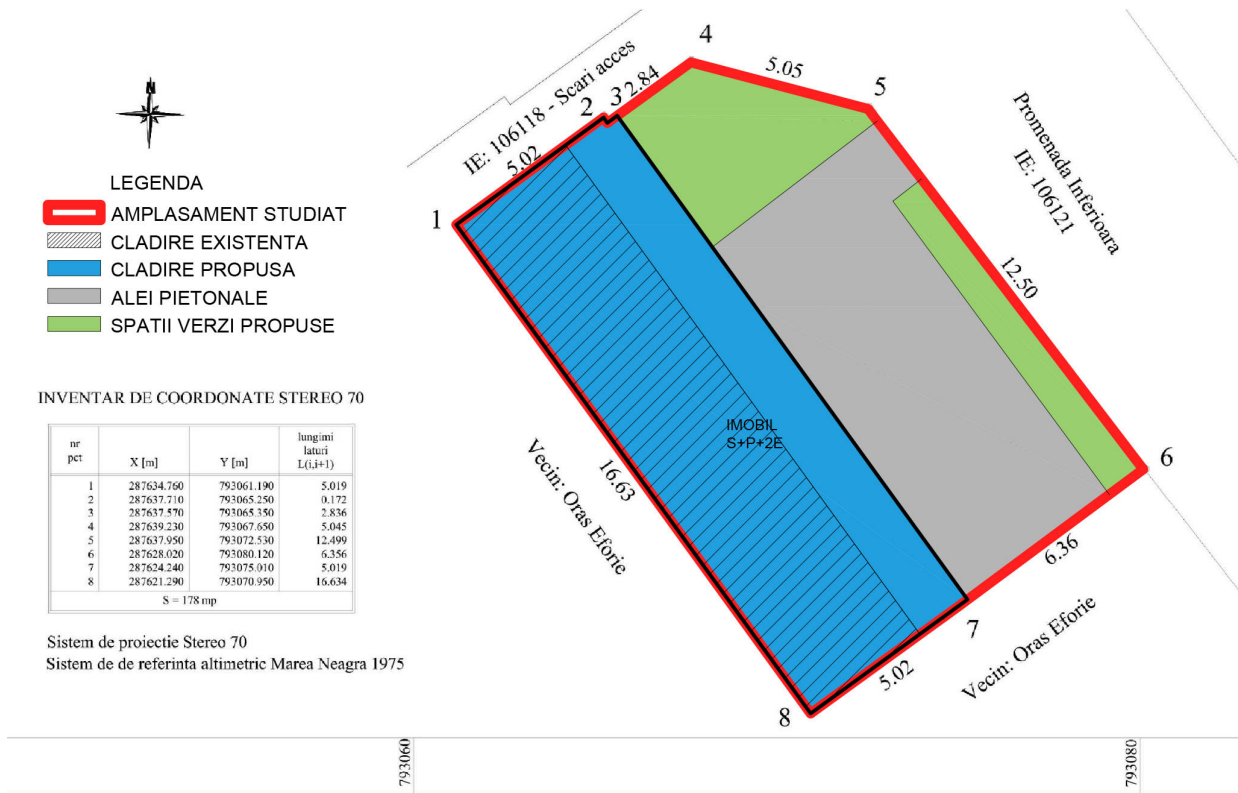 N
LEGENDA
AMPLASAMENT STUDIAT
CLADIRE EXISTENTA
CLADIRE PROPUSA
ALEI PIETONALE
SPATII VERZI PROPUSE
INVENTAR DE COORDONATE STEREO 70
nr pct X [m] Y [m] lungimi laturi L(i,i+1)
1 287634.760 793061.190 5.019
2 287637.710 793065.250 0.172
3 287637.570 793065.350 2.836
4 287639.230 793067.650 5.045
5 287637.950 793072.530 12.499
6 287628.020 793080.120 6.356
7 287624.240 793075.010 5.019
8 287621.290 793070.950 16.634
S = 178 mp
Sistem de proiectie Stereo 70
Sistem de de referinta altimetric Marea Neagra 1975
IE: 106118 - Scari acces
1
5.02
2
3
2.84
4
5.05
5
Promenada Inferioara
IE: 106121
12.50
6
6.36
Vecin: Oras Eforie
7
5.02
8
16.63
Vecin: Oras Eforie
IMOBIL
S+P+2E
793060
793080